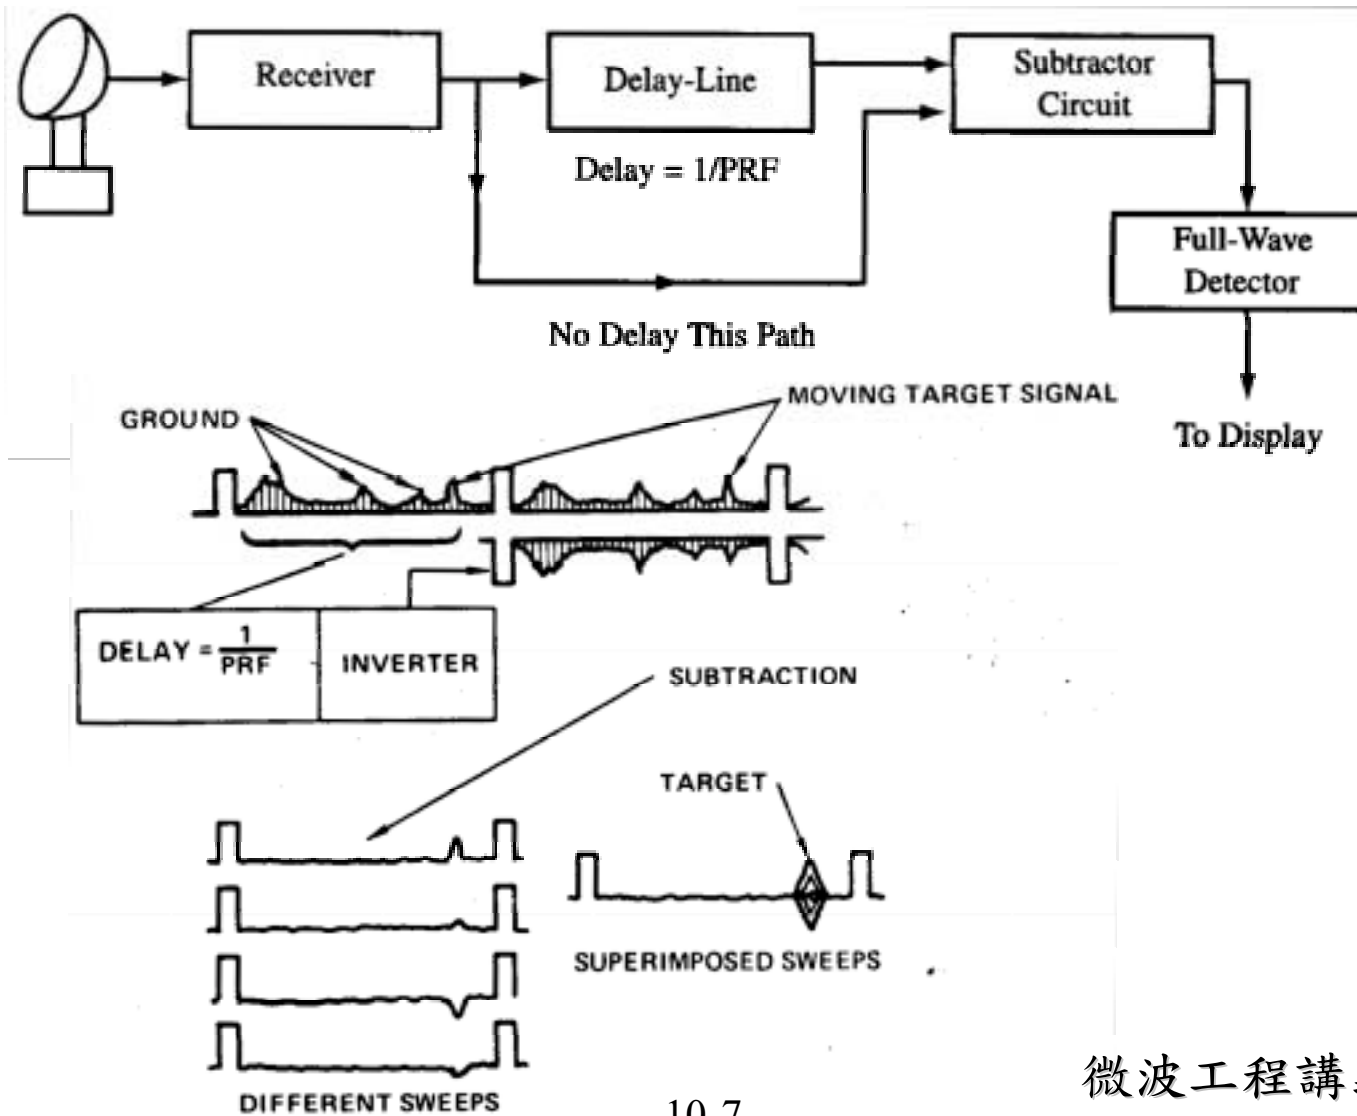 Receiver
Delay-Line
Subtractor
Circuit
Delay = 1/PRF
Full-Wave
Detector
No Delay This Path
To Display
GROUND
MOVING TARGET SIGNAL
DELAY = 1/PRF
INVERTER
SUBTRACTION
TARGET
SUPERIMPOSED SWEEPS
DIFFERENT SWEEPS
10-7
微波工程講